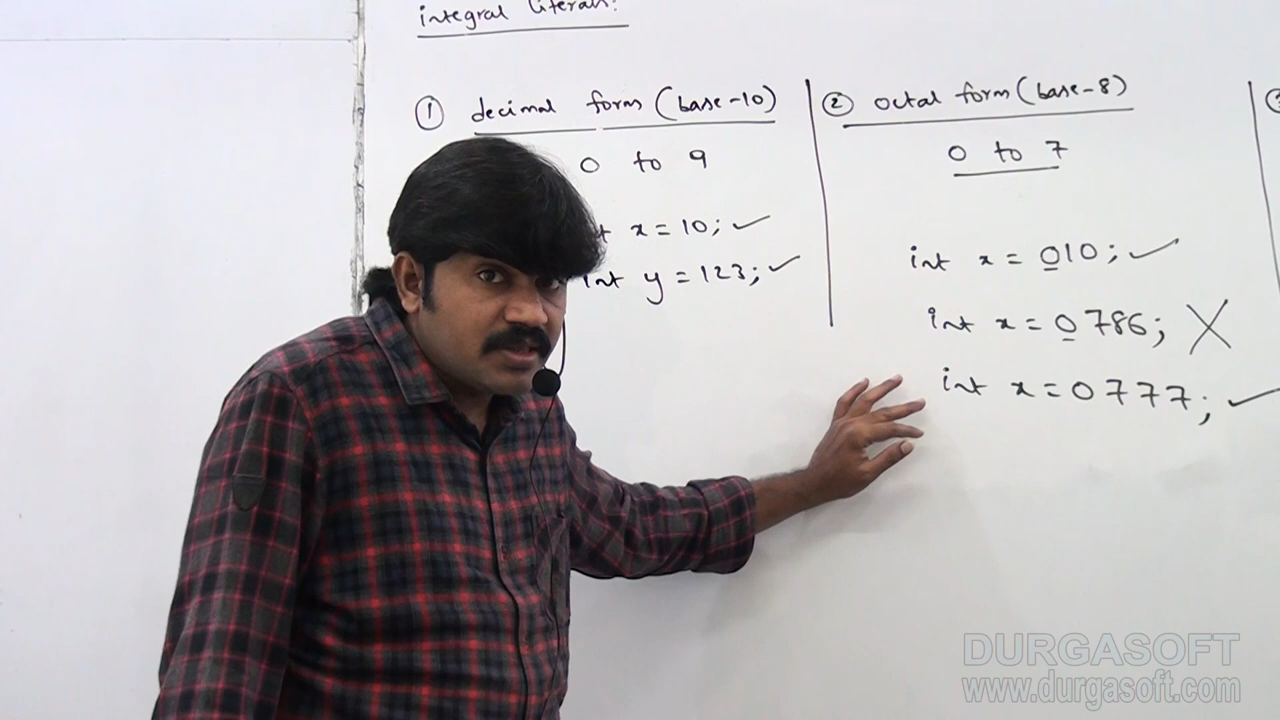 integral literals:
① decimal form (base-10)
0 to 9
x = 10; ✓
int y = 123; ✓
② octal form (base-8)
0 to 7
int x = 010; ✓
int x = 0786; X
int x = 0777; ✓
DURGASOFT
www.durgasoft.com